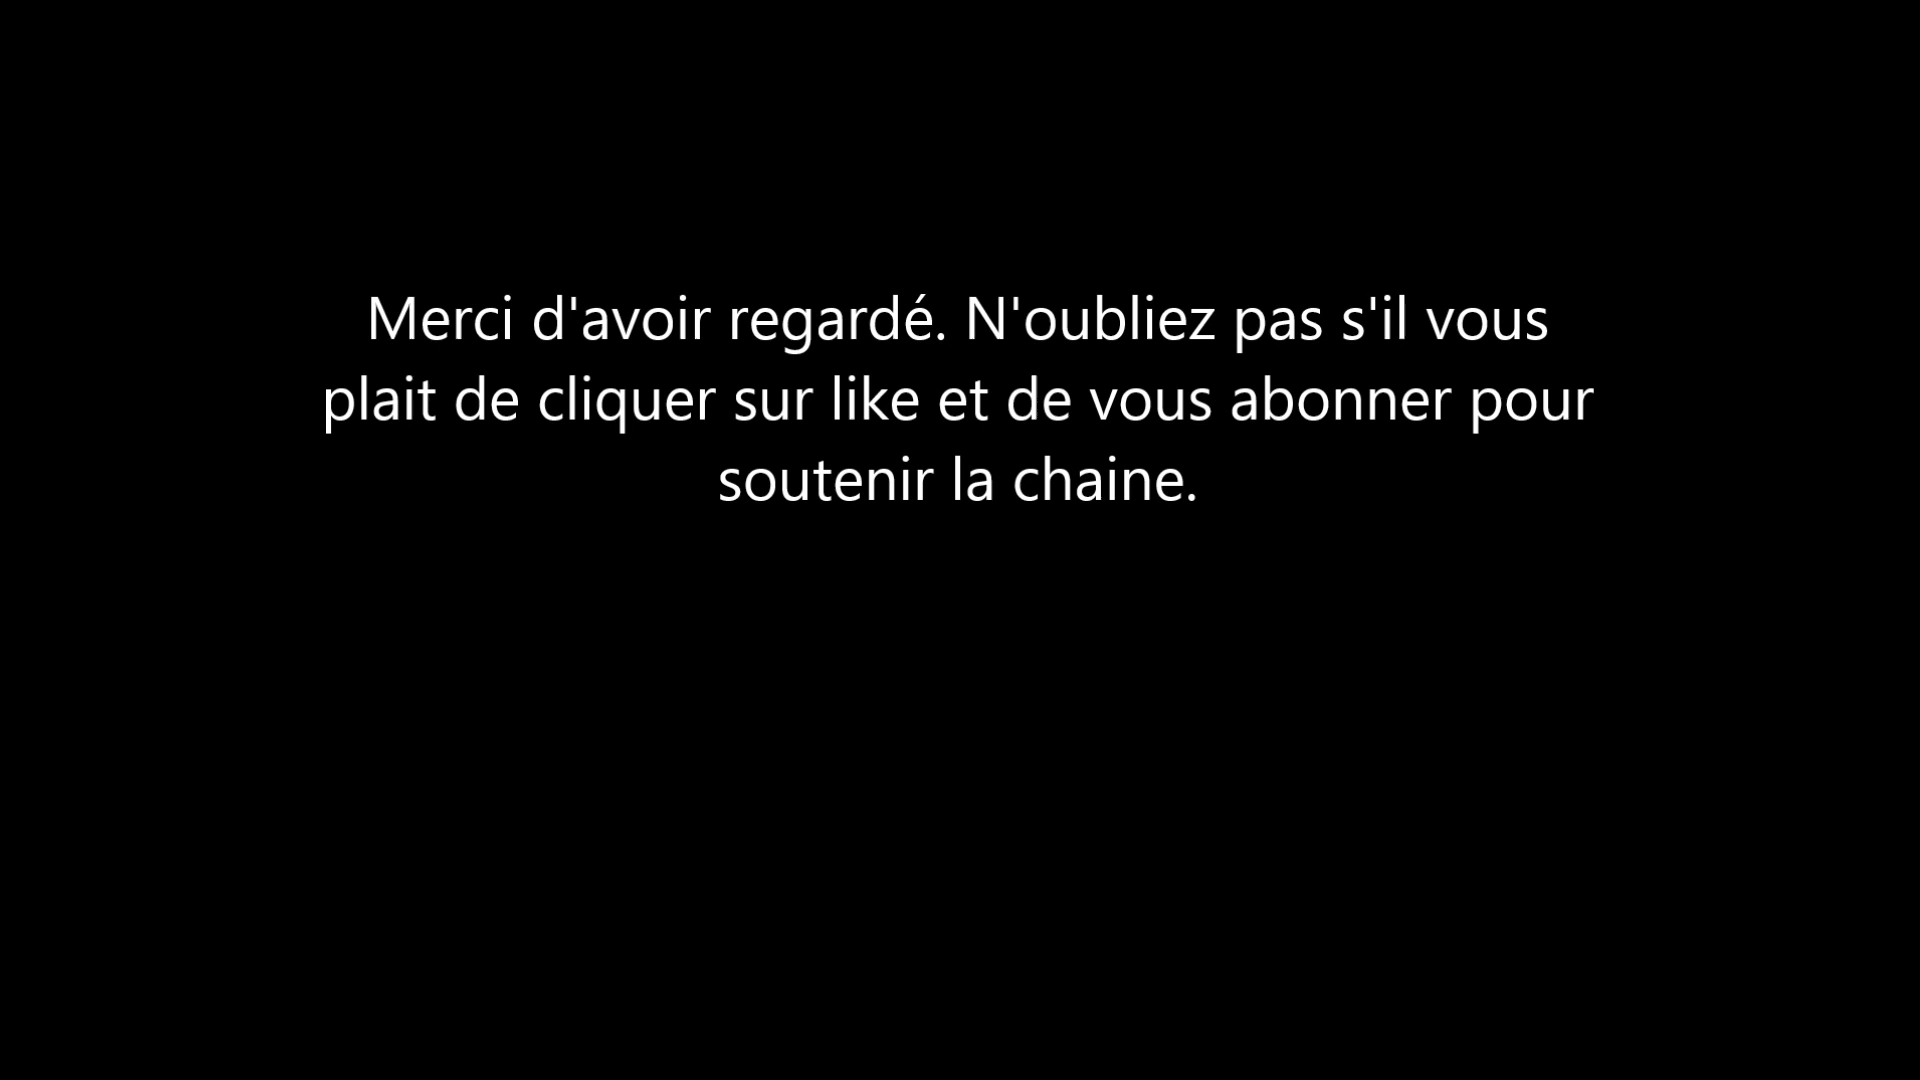 Merci d'avoir regardé. N'oubliez pas s'il vous
plait de cliquer sur like et de vous abonner pour
soutenir la chaine.